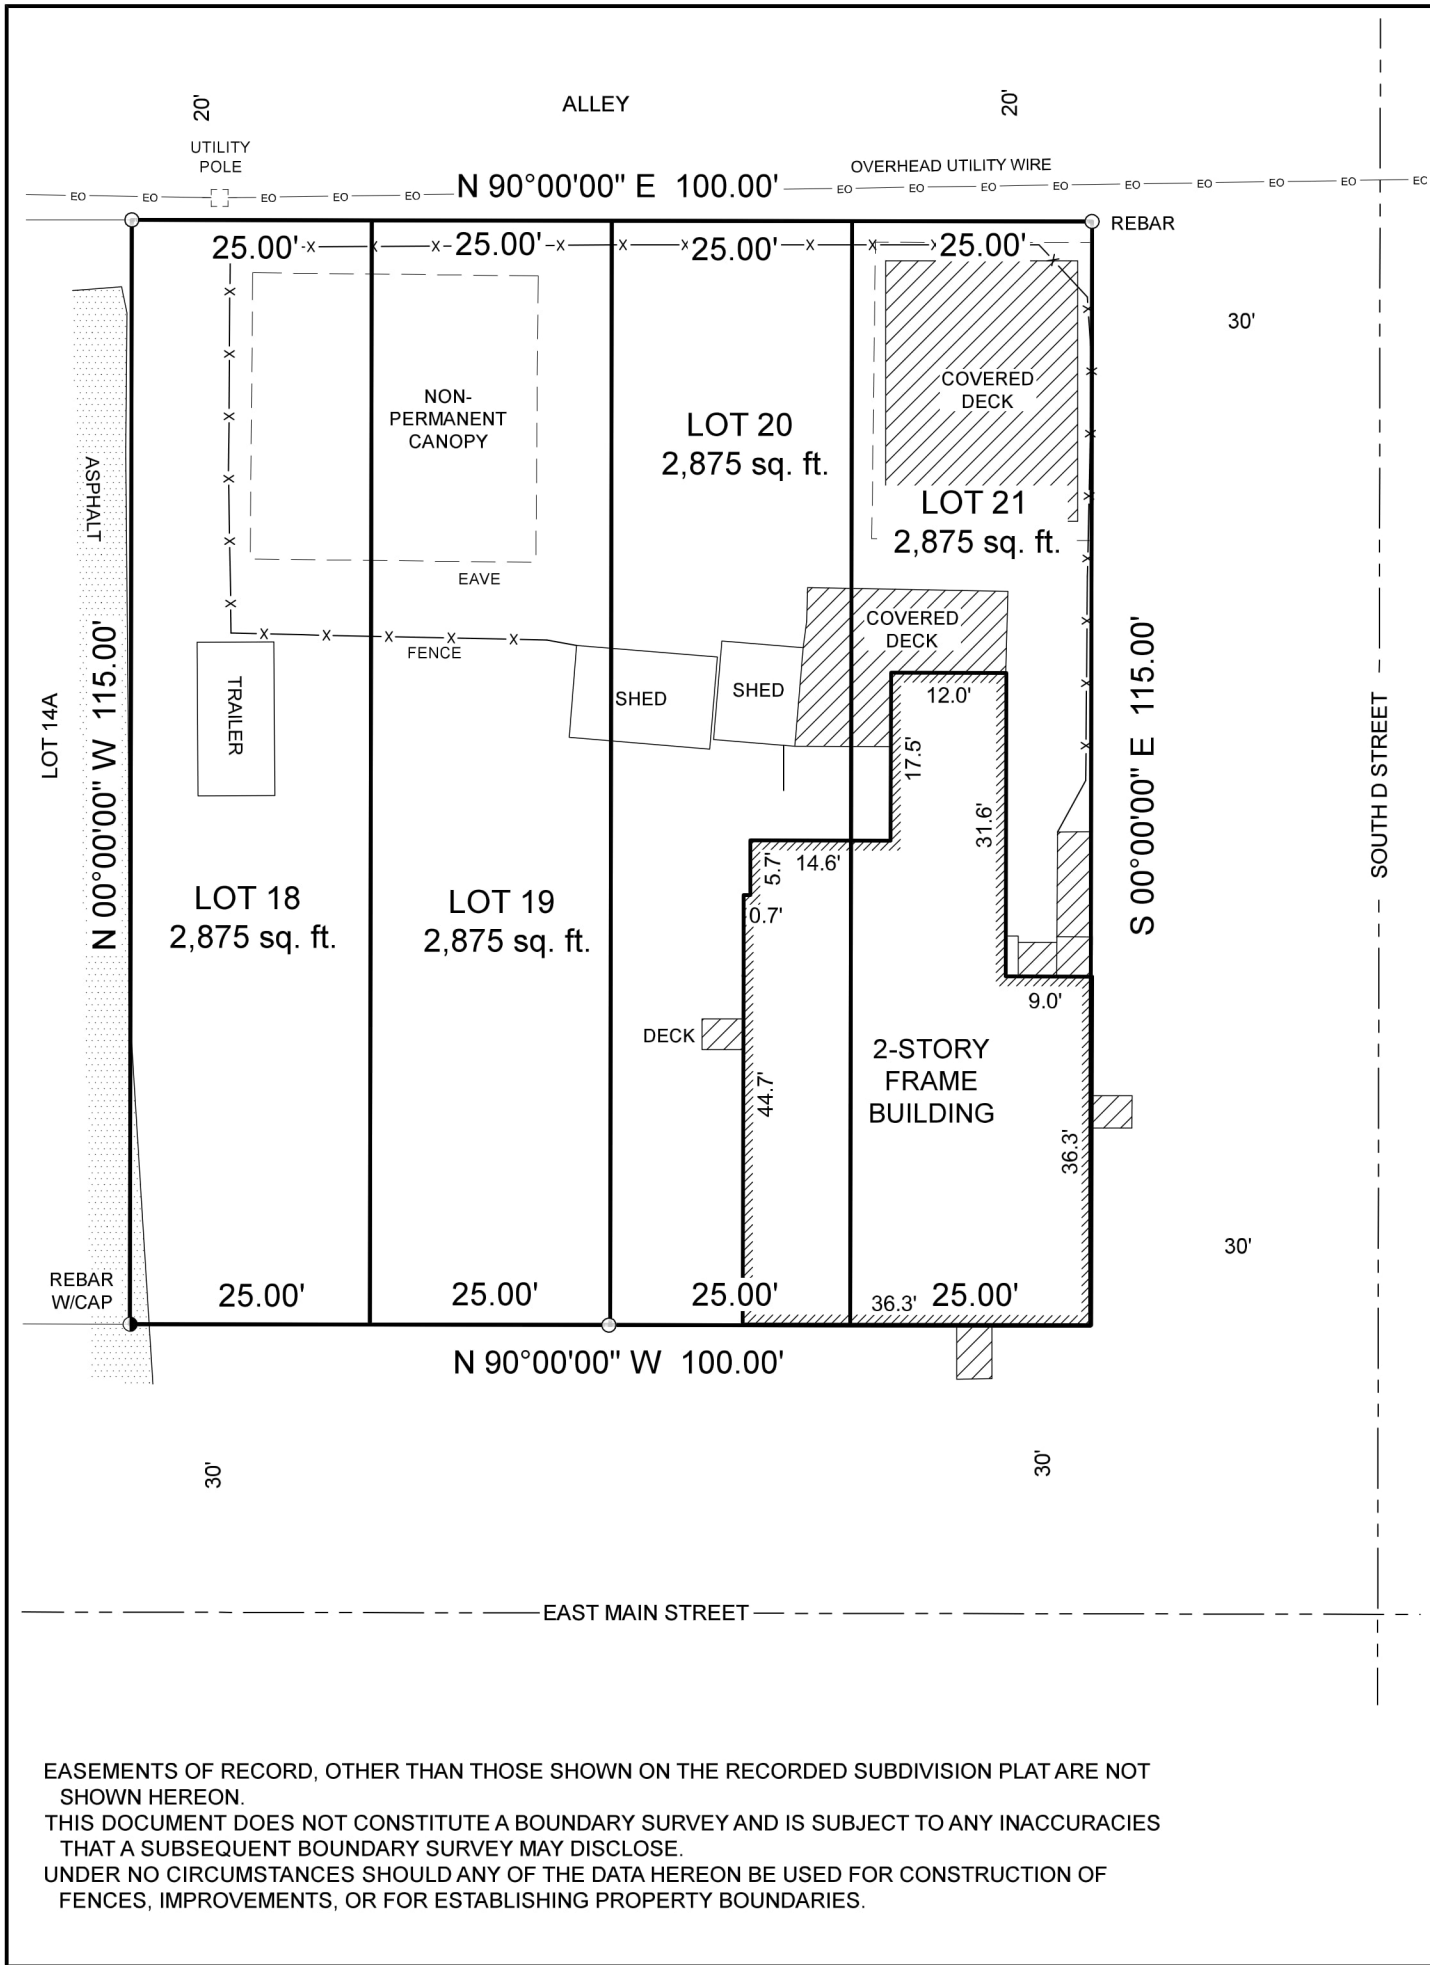 20'
ALLEY
20'
UTILITY
POLE
OVERHEAD UTILITY WIRE
N 90°00'00" E 100.00'
EO EO EO EO EO EO EO EO EO EO EO EO EO EO
REBAR
25.00'
25.00'
25.00'
25.00'
30'
NON-
PERMANENT
CANOPY
COVERED
DECK
LOT 20
2,875 sq. ft.
ASPHALT
LOT 21
2,875 sq. ft.
EAVE
COVERED
DECK
FENCE
TRAILER
SHED
SHED
12.0'
LOT 14A
N 00°00'00" W 115.00'
17.5'
31.6'
S 00°00'00" E 115.00'
SOUTH D STREET
LOT 18
2,875 sq. ft.
LOT 19
2,875 sq. ft.
5.7'
14.6'
0.7'
9.0'
DECK
2-STORY
FRAME
BUILDING
44.7'
36.3'
30'
REBAR
W/CAP
25.00'
25.00'
25.00'
36.3'
25.00'
N 90°00'00" W 100.00'
30'
30'
EAST MAIN STREET
EASEMENTS OF RECORD, OTHER THAN THOSE SHOWN ON THE RECORDED SUBDIVISION PLAT ARE NOT
SHOWN HEREON.
THIS DOCUMENT DOES NOT CONSTITUTE A BOUNDARY SURVEY AND IS SUBJECT TO ANY INACCURACIES
THAT A SUBSEQUENT BOUNDARY SURVEY MAY DISCLOSE.
UNDER NO CIRCUMSTANCES SHOULD ANY OF THE DATA HEREON BE USED FOR CONSTRUCTION OF
FENCES, IMPROVEMENTS, OR FOR ESTABLISHING PROPERTY BOUNDARIES.